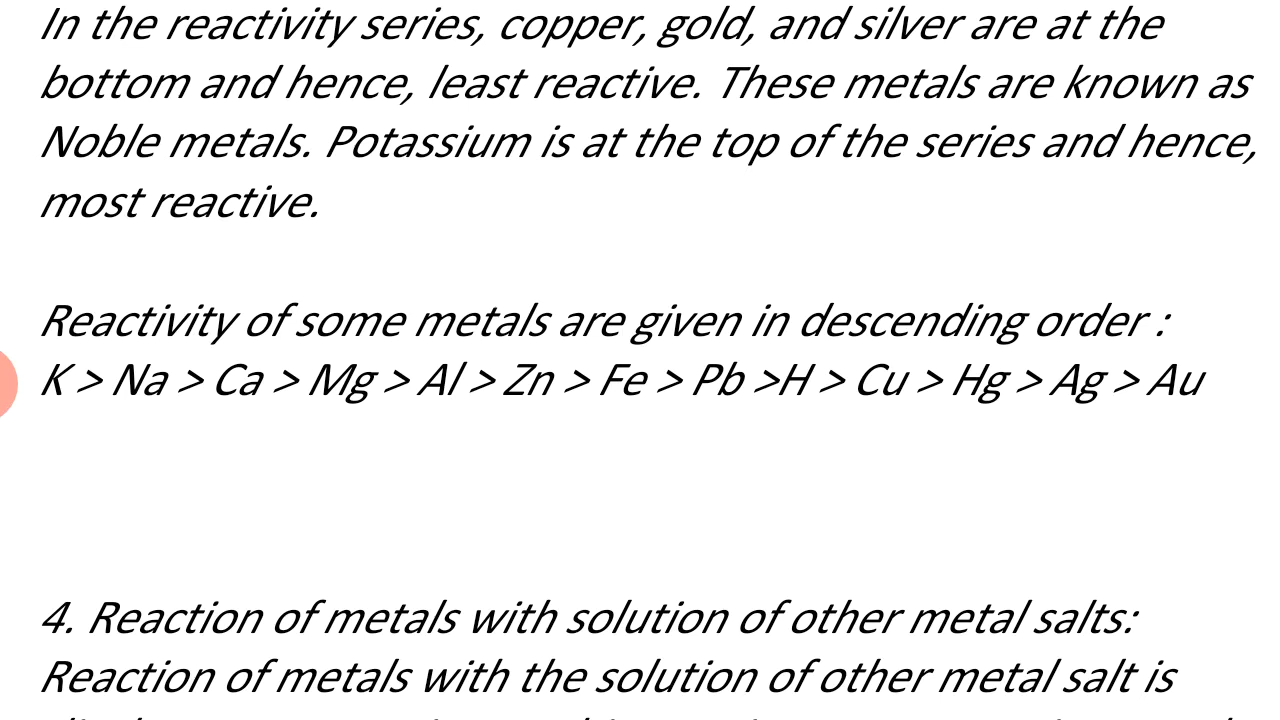 In the reactivity series, copper, gold, and silver are at the
bottom and hence, least reactive. These metals are known as
Noble metals. Potassium is at the top of the series and hence,
most reactive.
Reactivity of some metals are given in descending order :
K > Na > Ca > Mg > Al > Zn > Fe > Pb >H > Cu > Hg > Ag > Au
4. Reaction of metals with solution of other metal salts:
Reaction of metals with the solution of other metal salt is